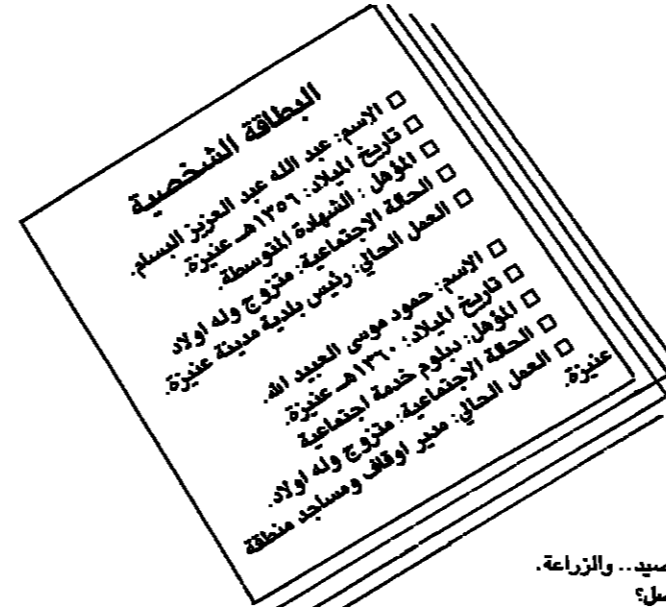 البطاقة الشخصية
□ الإسم: عبد الله عبد العزيز البسام.
□ تاريخ الميلاد: ١٣٥٦هـ عنيزة.
□ المؤهل: الشهادة المتوسطة.
□ الحالة الإجتماعية: متزوج وله اولاد
□ العمل الحالي: رئيس بلدية مدينة عنيزة.
□ الإسم: حمود موسى العبيد الله.
□ تاريخ الميلاد: ١٣٦٠هـ عنيزة.
□ المؤهل: دبلوم خدمة اجتماعية
□ الحالة الإجتماعية: متزوج وله اولاد.
□ العمل الحالي: مدير اوقاف ومساجد منطقة
عنيزة.
صيد.. والزراعة.